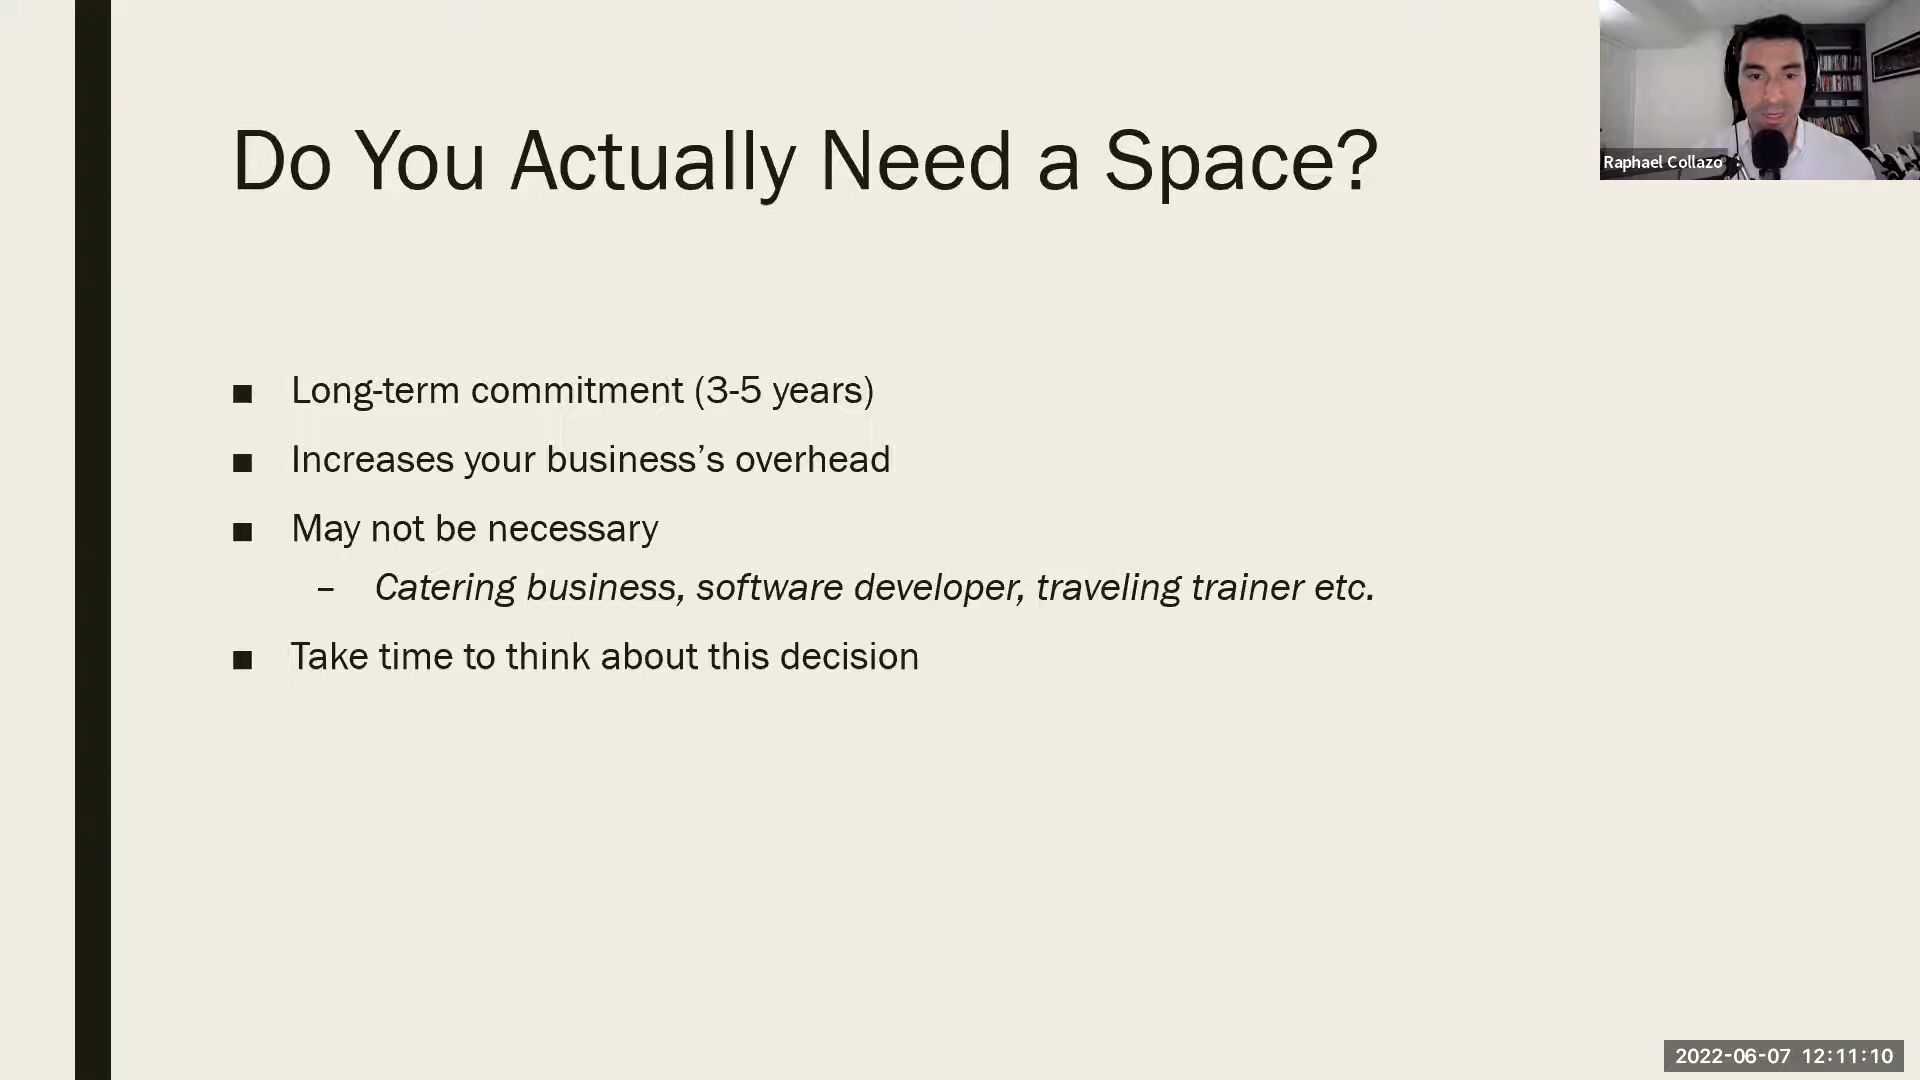 Do You Actually Need a Space?
Raphael Collazo
■ Long-term commitment (3-5 years)
■ Increases your business’s overhead
■ May not be necessary
– Catering business, software developer, traveling trainer etc.
■ Take time to think about this decision
2022-06-07 12:11:10